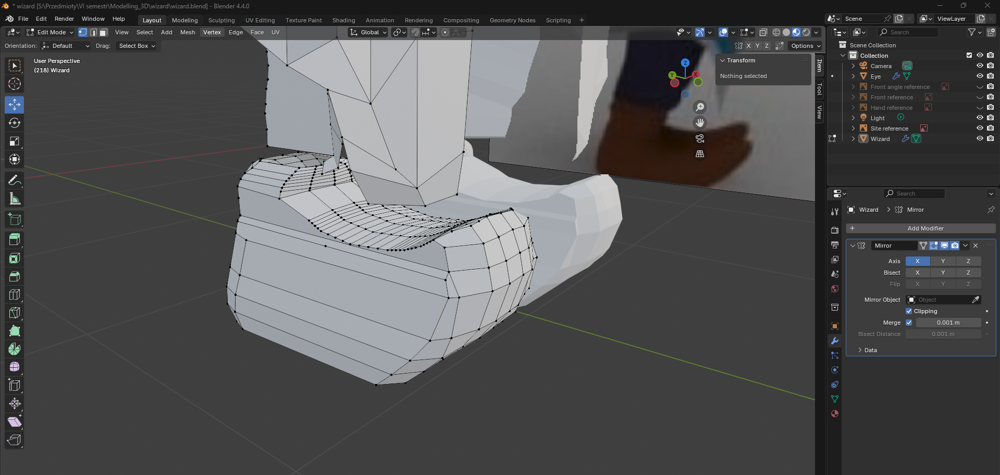 * wizard [S:\Przedmioty\VI semestr\Modelling_3D\wizard\wizard.blend] - Blender 4.4.0
File Edit Render Window Help Layout Modeling Sculpting UV Editing Texture Paint Shading Animation Rendering Compositing Geometry Nodes Scripting + Scene ViewLayer
Edit Mode View Select Add Mesh Vertex Edge Face UV Global Search
Orientation: Default Drag: Select Box X Y Z Options
User Perspective
(218) Wizard
Z
Y
X
Transform
Nothing selected
Item
Tool
View
Scene Collection
Collection
Camera
Eye
Front angle reference
Front reference
Hand reference
Light
Site reference
Wizard
Search
Wizard > Mirror
+ Add Modifier
Mirror
Axis X Y Z
Bisect X Y Z
Flip X Y Z
Mirror Object Object
Clipping
Merge 0.001 m
Bisect Distance 0.001 m
Data